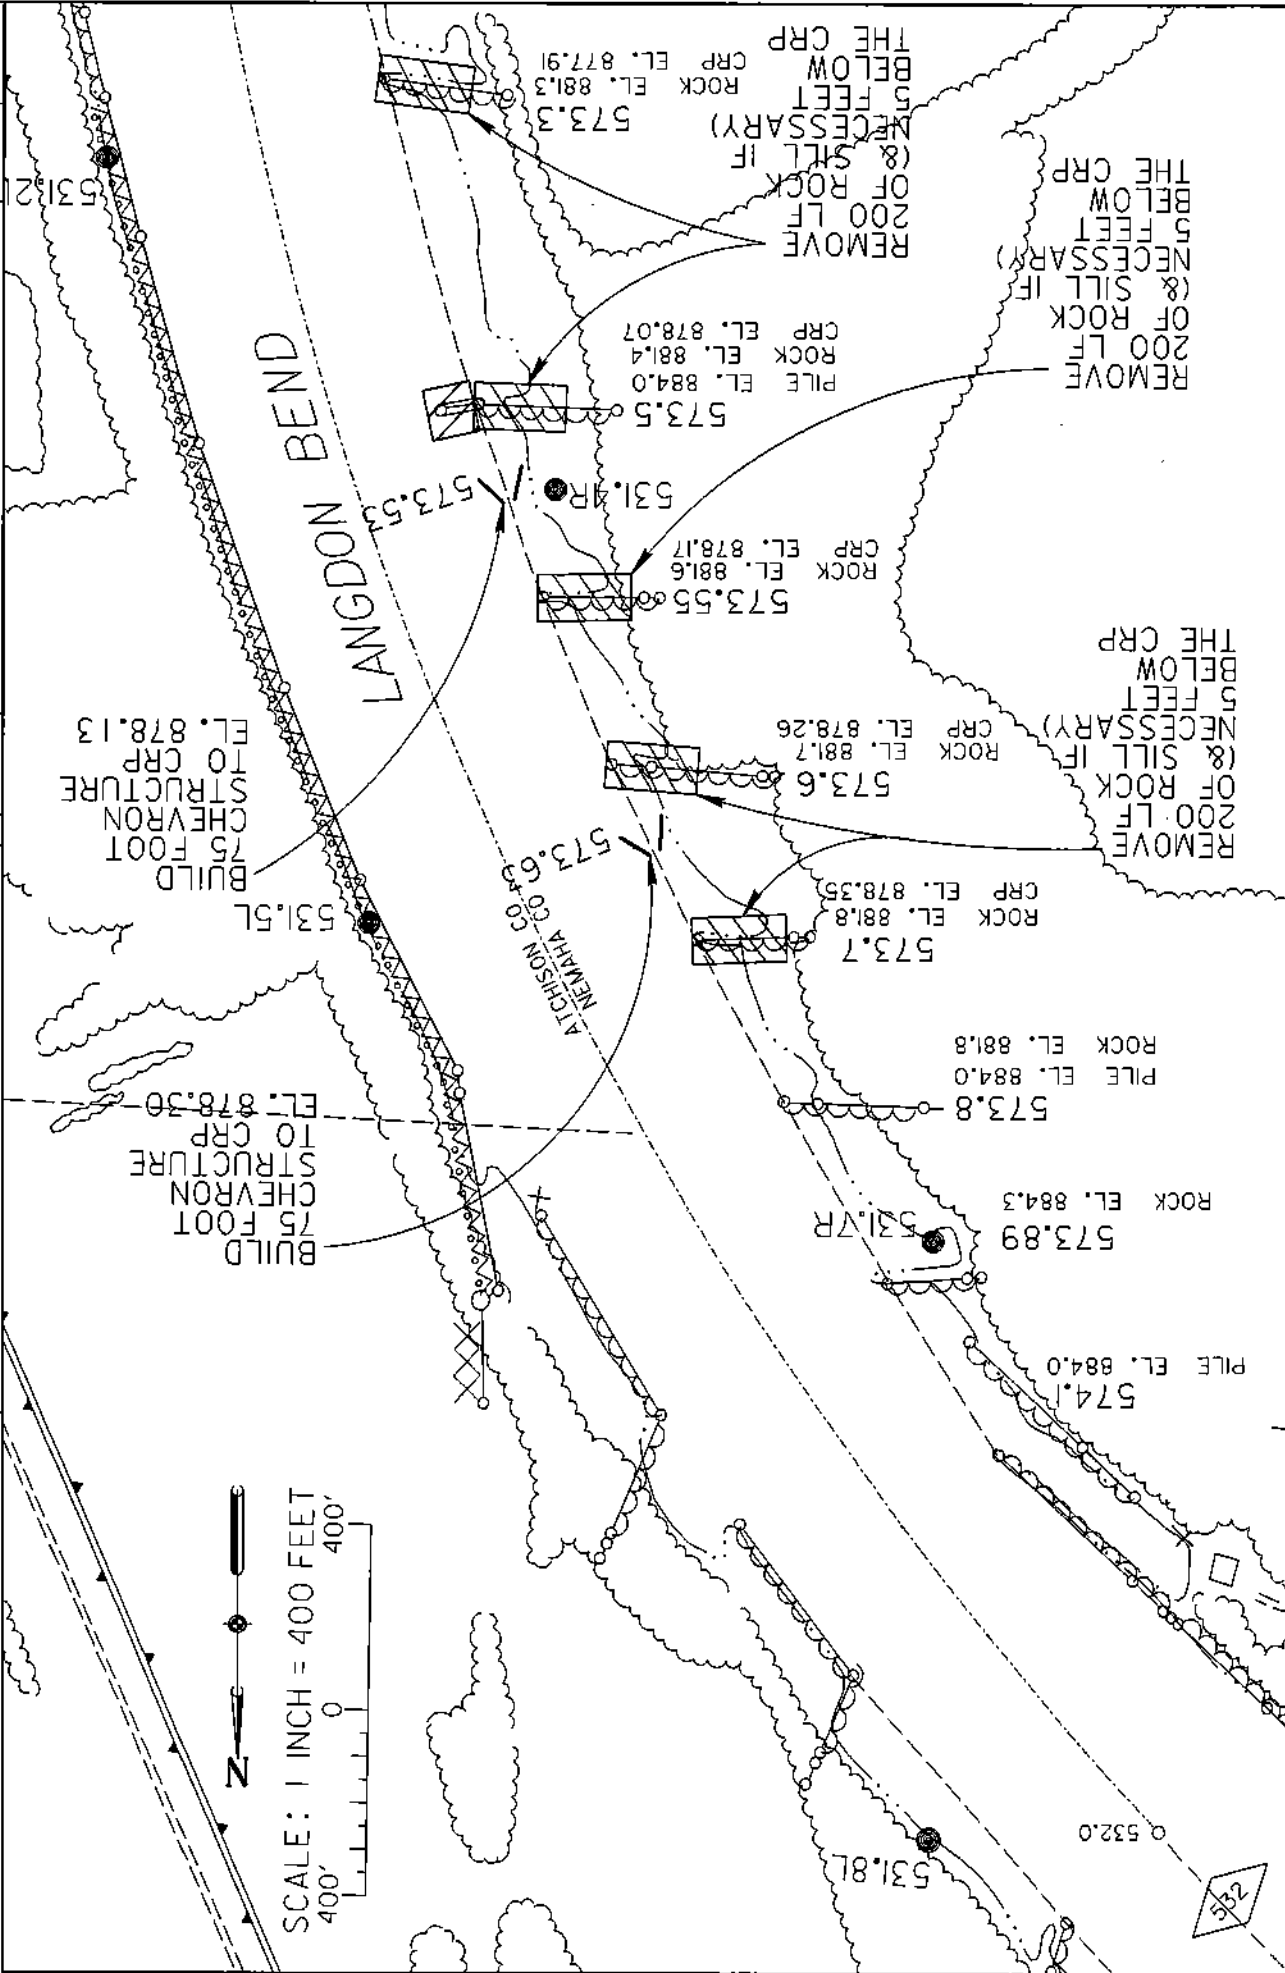 532
532.0
531.8L
N
SCALE: 1 INCH = 400 FEET
400' 0 400'
574.1
PILE EL. 884.0
573.89
ROCK EL. 884.3
531.7R
BUILD
75 FOOT
CHEVRON
STRUCTURE
TO CRP
EL. 878.30
573.8
PILE EL. 884.0
ROCK EL. 881.8
ATCHISON CO
NEMAHA CO
573.7
ROCK EL. 881.8
CRP EL. 878.35
531.5L
BUILD
75 FOOT
CHEVRON
STRUCTURE
TO CRP
EL. 878.13
REMOVE
200 LF
OF ROCK
(& SILL IF
NECESSARY)
5 FEET
BELOW
THE CRP
573.6
ROCK EL. 881.7
CRP EL. 878.26
LANGDON BEND
573.55
ROCK EL. 881.6
CRP EL. 878.17
531.41R
573.53
573.5
PILE EL. 884.0
ROCK EL. 881.4
CRP EL. 878.07
REMOVE
200 LF
OF ROCK
(& SILL IF
NECESSARY)
5 FEET
BELOW
THE CRP
REMOVE
200 LF
OF ROCK
(& SILL IF
NECESSARY)
5 FEET
BELOW
THE CRP
573.3
ROCK EL. 881.3
CRP EL. 877.91